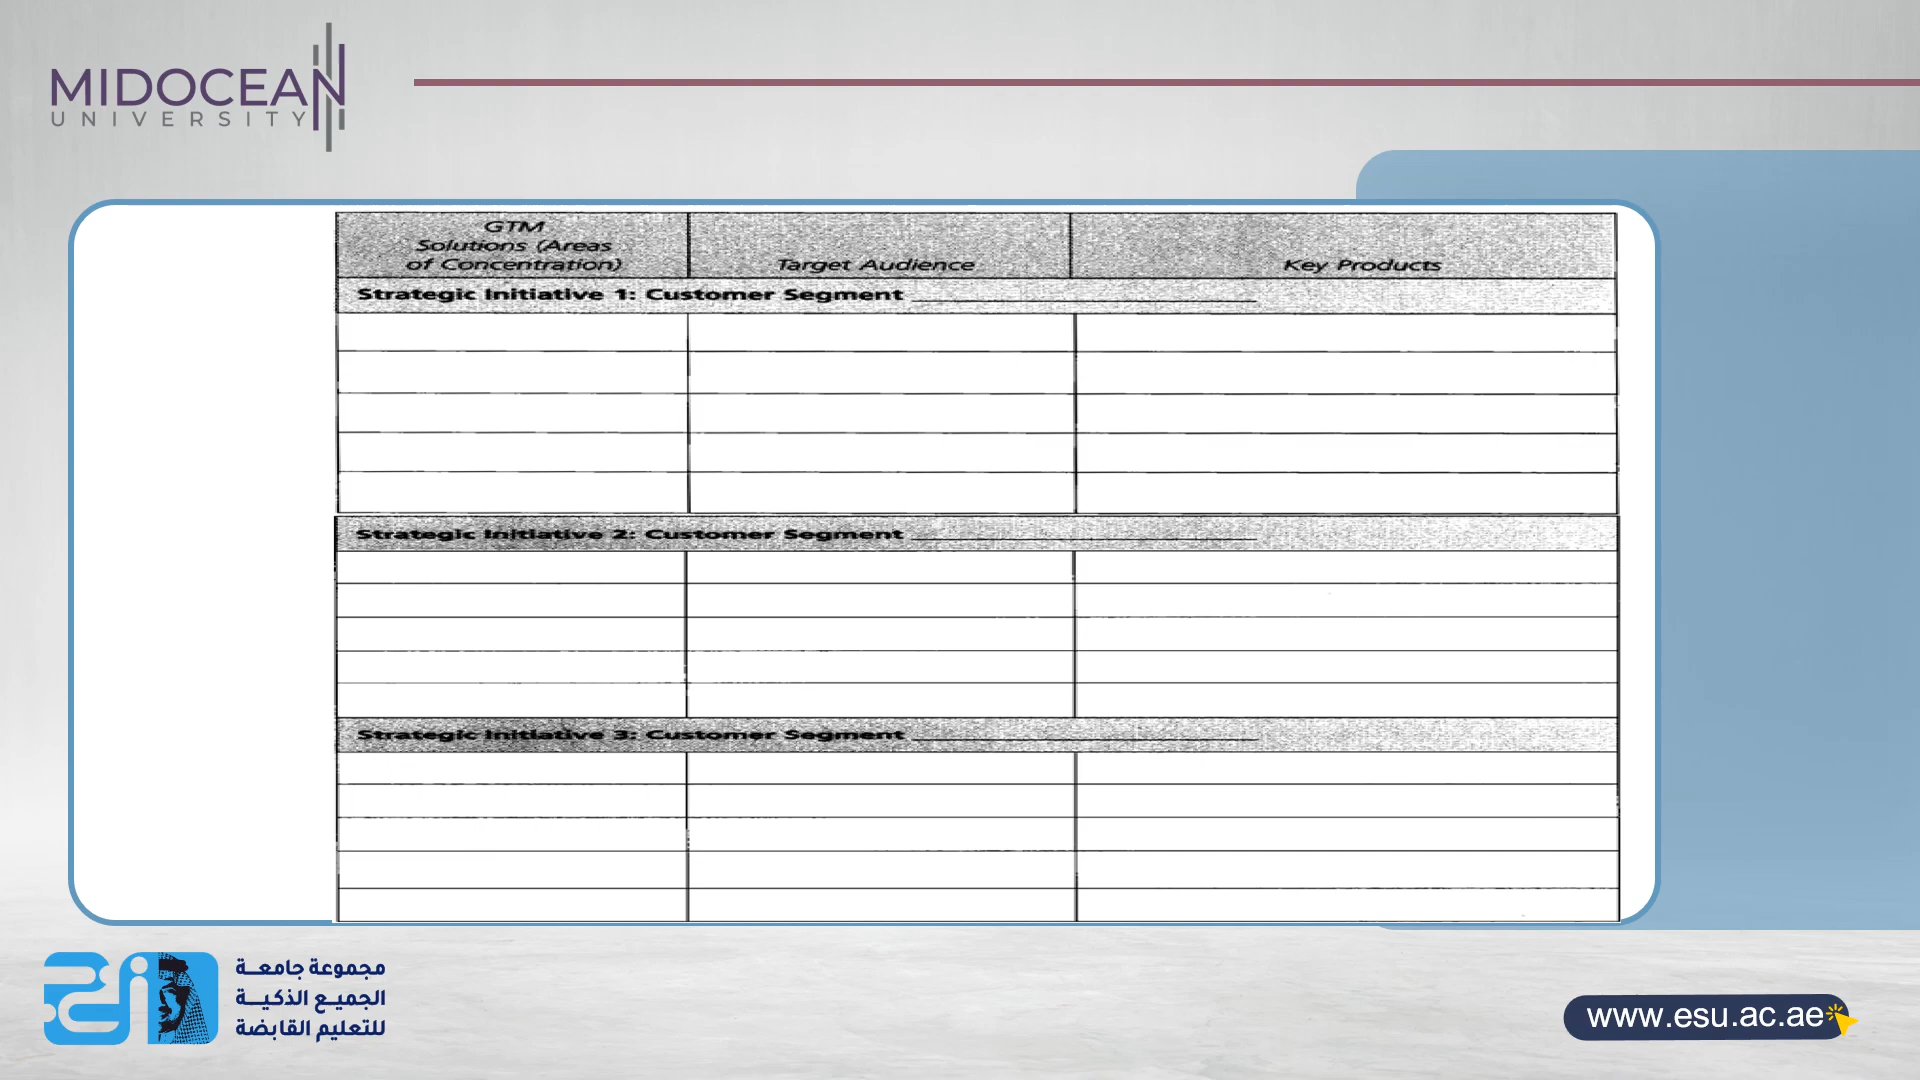 MIDOCEAN
UNIVERSITY
GTM
Solutions (Areas
of Concentration)
Target Audience
Key Products
Strategic Initiative 1: Customer Segment
Strategic Initiative 2: Customer Segment
Strategic Initiative 3: Customer Segment
مجموعة جامعة
الجميع الذكية
للتعليم القابضة
www.esu.ac.ae